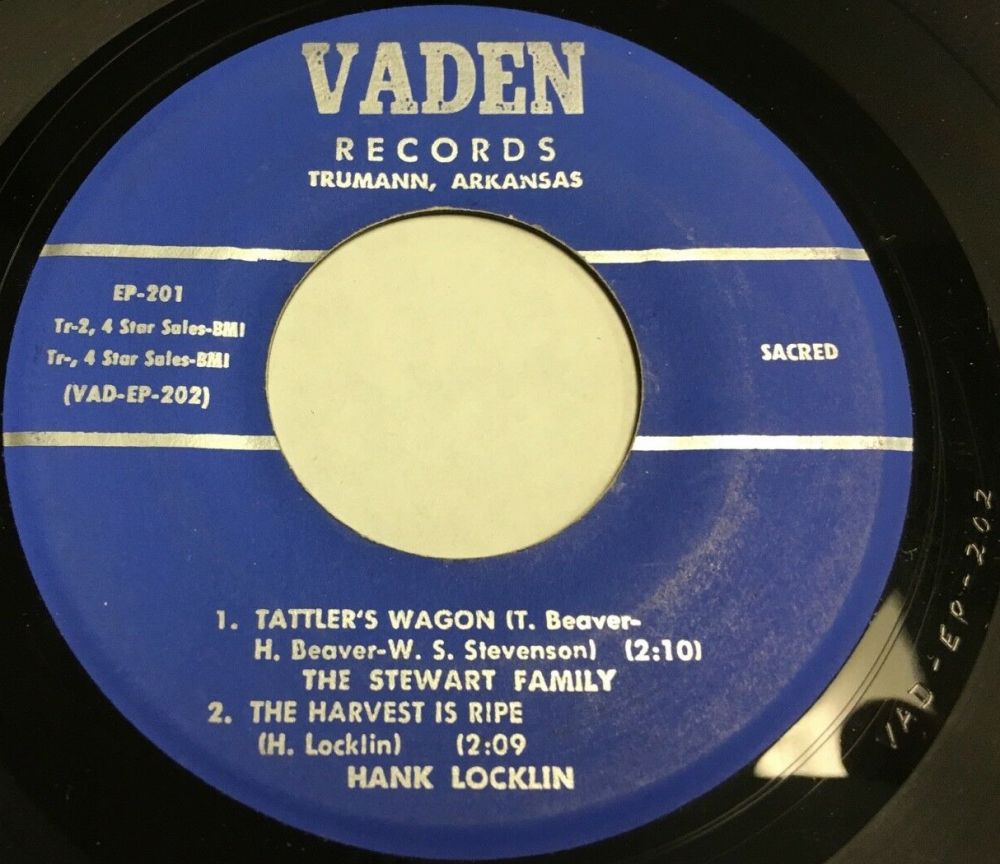 VADEN
RECORDS
TRUMANN, ARKANSAS
EP-201
Tr-2, 4 Star Sales-BMI
Tr-, 4 Star Sales-BMI
(VAD-EP-202)
SACRED
1. TATTLER'S WAGON (T. Beaver-
H. Beaver-W. S. Stevenson) (2:10)
THE STEWART FAMILY
2. THE HARVEST IS RIPE
(H. Locklin) (2:09
HANK LOCKLIN
VAD-EP-202